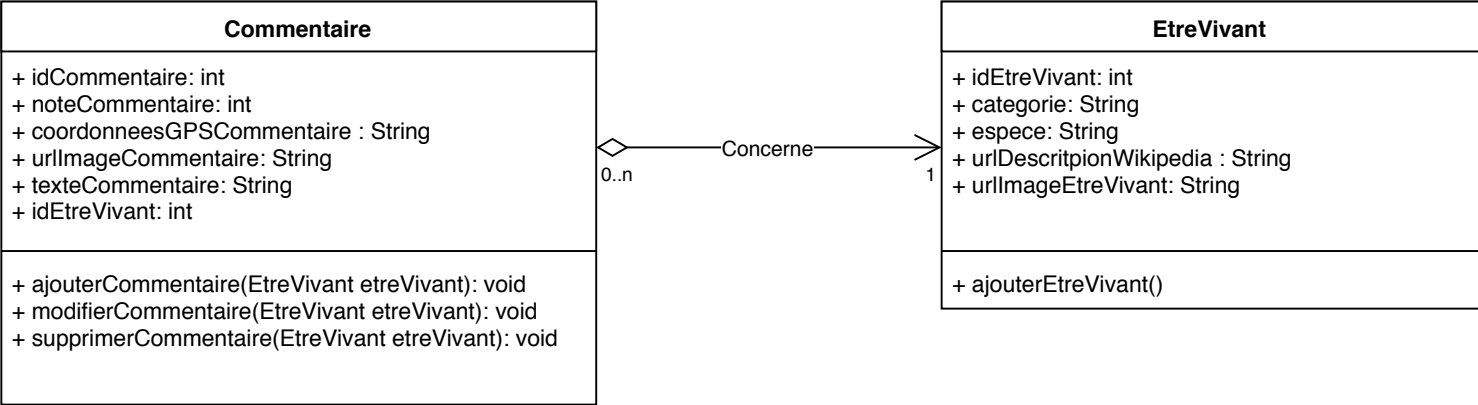 Commentaire
+ idCommentaire: int
+ noteCommentaire: int
+ coordonneesGPSCommentaire : String
+ urlImageCommentaire: String
+ texteCommentaire: String
+ idEtreVivant: int
+ ajouterCommentaire(EtreVivant etreVivant): void
+ modifierCommentaire(EtreVivant etreVivant): void
+ supprimerCommentaire(EtreVivant etreVivant): void
Concerne
0..n
1
EtreVivant
+ idEtreVivant: int
+ categorie: String
+ espece: String
+ urlDescritpionWikipedia : String
+ urlImageEtreVivant: String
+ ajouterEtreVivant()